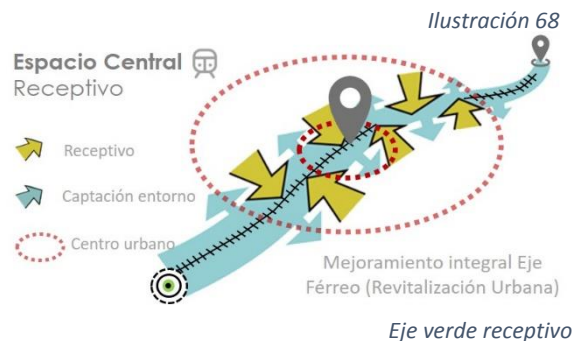 Ilustración 68
Espacio Central
Receptivo
Receptivo
Captación entorno
Centro urbano
Mejoramiento integral Eje
Férreo (Revitalización Urbana)
Eje verde receptivo